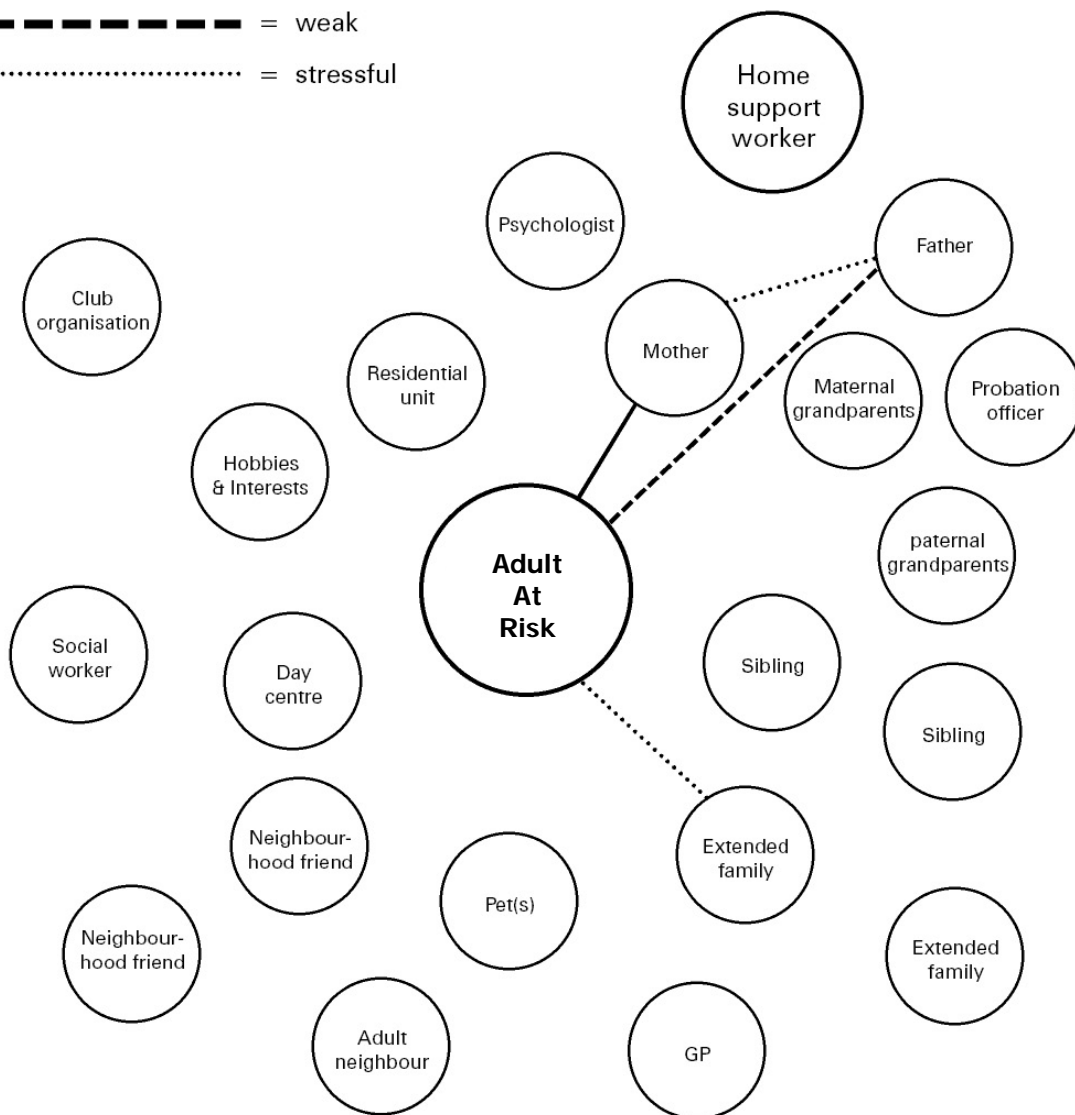 = weak
= stressful
Home
support
worker
Psychologist
Father
Club
organisation
Mother
Residential
unit
Maternal
grandparents
Probation
officer
Hobbies
& Interests
paternal
grandparents
Adult
At
Risk
Social
worker
Day
centre
Sibling
Sibling
Neighbour-
hood friend
Extended
family
Pet(s)
Neighbour-
hood friend
Extended
family
Adult
neighbour
GP